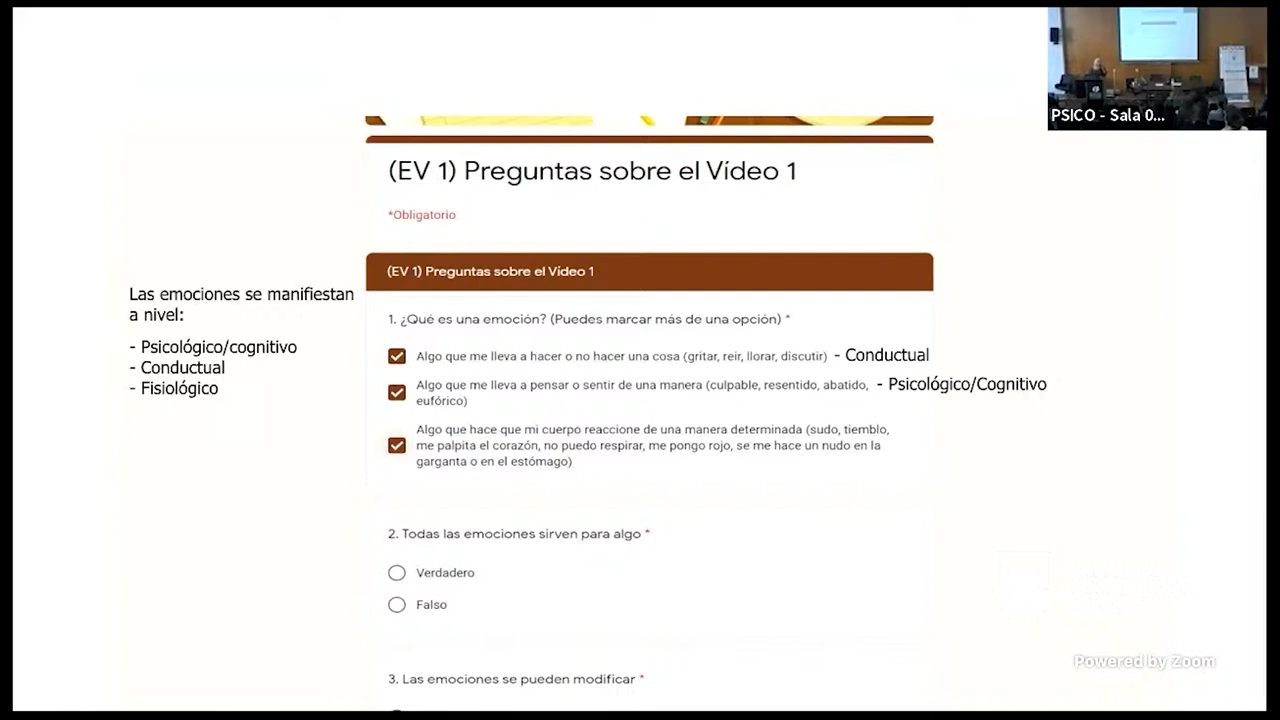 PSICO - Sala 0...
(EV 1) Preguntas sobre el Vídeo 1
*Obligatorio
(EV 1) Preguntas sobre el Vídeo 1
Las emociones se manifiestan
a nivel:
- Psicológico/cognitivo
- Conductual
- Fisiológico
1. ¿Qué es una emoción? (Puedes marcar más de una opción) *
Algo que me lleva a hacer o no hacer una cosa (gritar, reir, llorar, discutir) - Conductual
Algo que me lleva a pensar o sentir de una manera (culpable, resentido, abatido, - Psicológico/Cognitivo
eufórico)
Algo que hace que mi cuerpo reaccione de una manera determinada (sudo, tiemblo,
me palpita el corazón, no puedo respirar, me pongo rojo, se me hace un nudo en la
garganta o en el estómago)
2. Todas las emociones sirven para algo *
Verdadero
Falso
3. Las emociones se pueden modificar *
Powered by Zoom